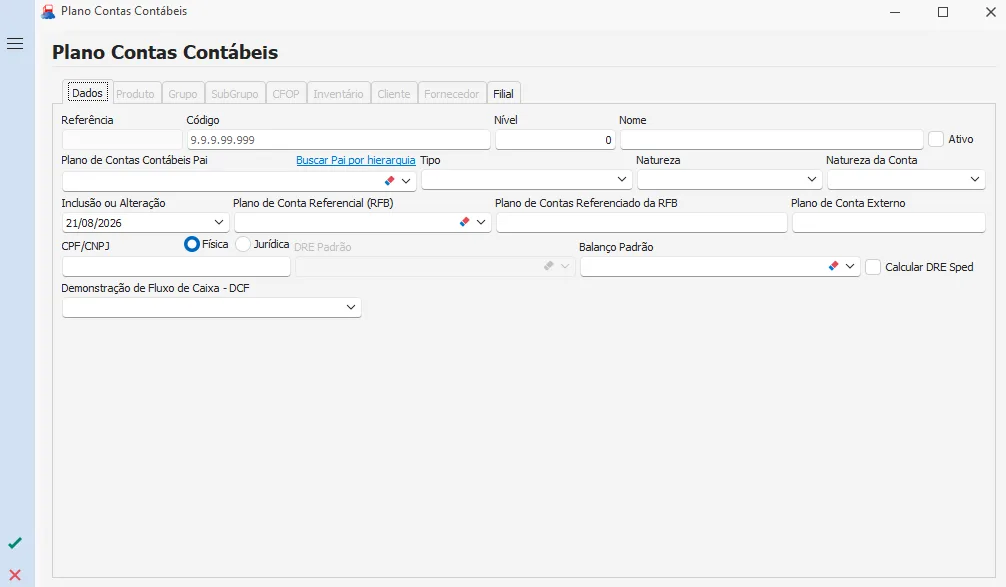 Plano Contas Contábeis
Plano Contas Contábeis
Dados Produto Grupo SubGrupo CFOP Inventário Cliente Fornecedor Filial
Referência Código Nível Nome
9.9.9.99.999 0 Ativo
Plano de Contas Contábeis Pai Buscar Pai por hierarquia Tipo Natureza Natureza da Conta
Inclusão ou Alteração Plano de Conta Referencial (RFB) Plano de Contas Referenciado da RFB Plano de Conta Externo
21/08/2026
CPF/CNPJ Física Jurídica DRE Padrão Balanço Padrão
Calcular DRE Sped
Demonstração de Fluxo de Caixa - DCF